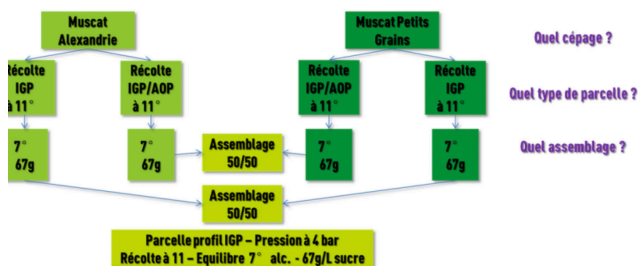 Muscat
Alexandrie
Muscat Petits
Grains
Quel cépage ?
Récolte
IGP
à 11°
Récolte
IGP/AOP
à 11°
Récolte
IGP/AOP
à 11°
Récolte
IGP
à 11°
Quel type de parcelle ?
7°
67g
7°
67g
Assemblage
50/50
7°
67g
7°
67g
Quel assemblage ?
Assemblage
50/50
Parcelle profil IGP – Pression à 4 bar
Récolte à 11 – Equilibre 7° alc. - 67g/L sucre